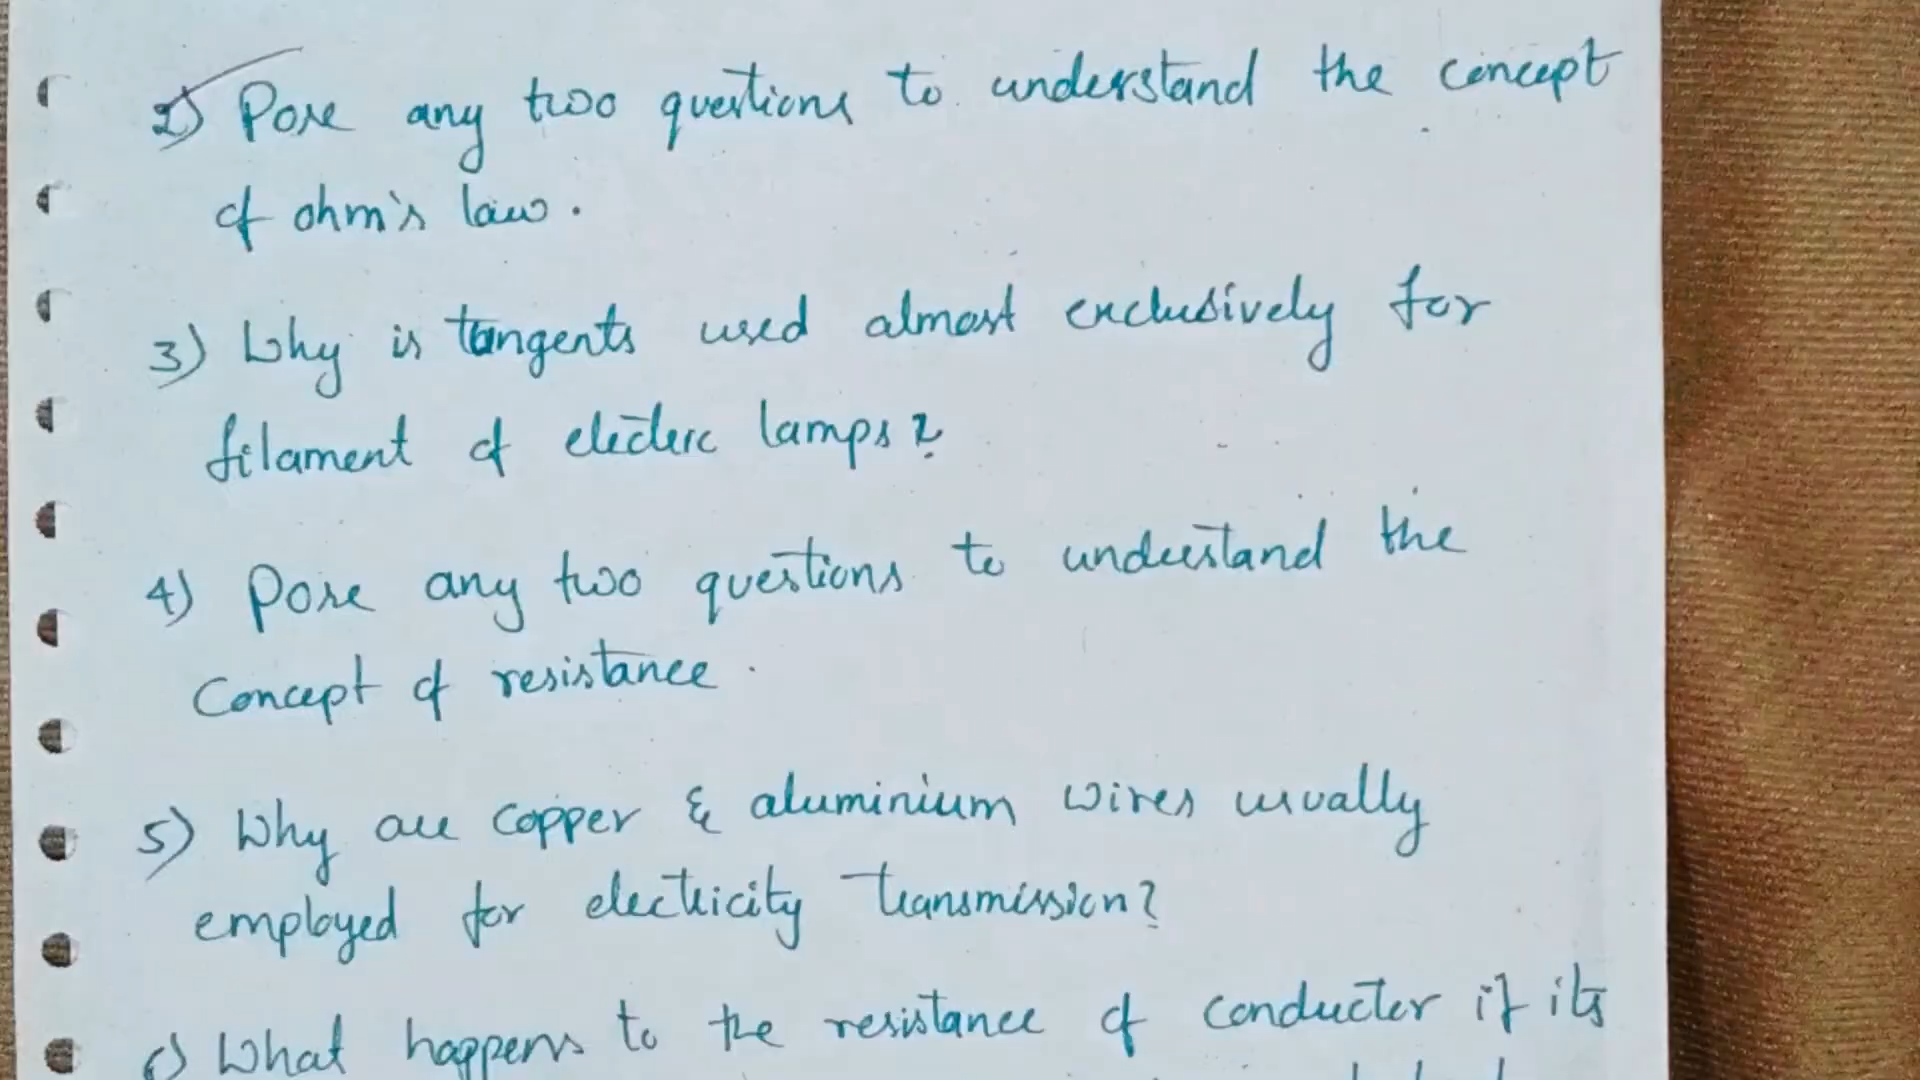 2) Pose any two questions to understand the concept
of ohm's law.
3) Why is tangents used almost exclusively for
filament of electric lamps?
4) Pose any two questions to understand the
Concept of resistance.
5) Why are copper & aluminium wires usually
employed for electricity transmission?
6) What happens to the resistance of conductor if its